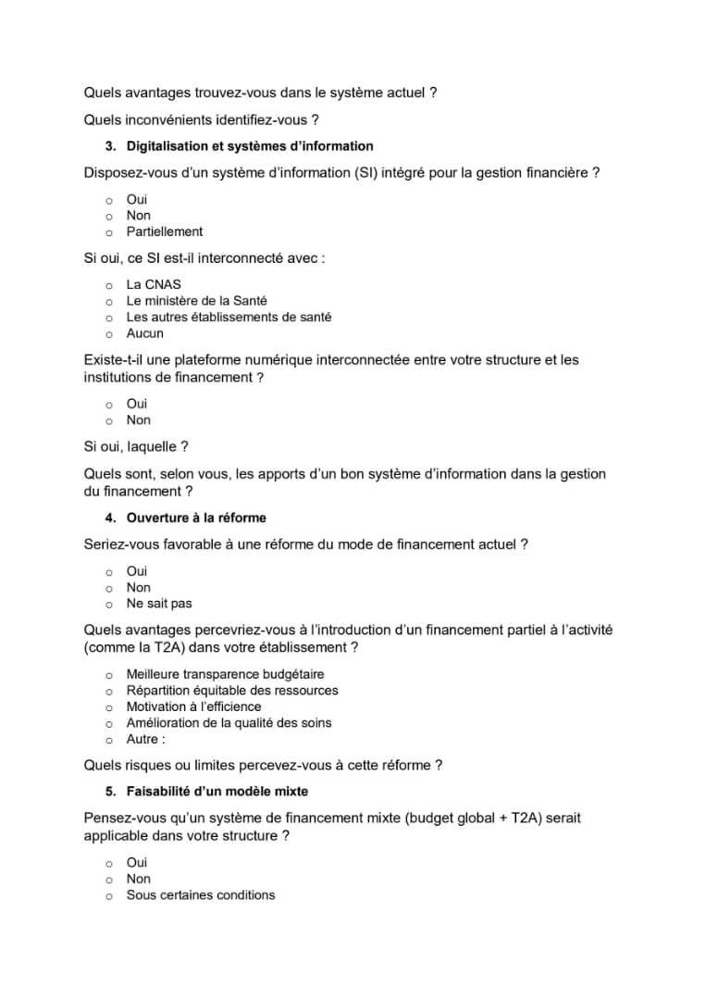 Quels avantages trouvez-vous dans le système actuel ?
Quels inconvénients identifiez-vous ?
3. Digitalisation et systèmes d’information
Disposez-vous d’un système d’information (SI) intégré pour la gestion financière ?
o Oui
o Non
o Partiellement
Si oui, ce SI est-il interconnecté avec :
o La CNAS
o Le ministère de la Santé
o Les autres établissements de santé
o Aucun
Existe-t-il une plateforme numérique interconnectée entre votre structure et les
institutions de financement ?
o Oui
o Non
Si oui, laquelle ?
Quels sont, selon vous, les apports d’un bon système d’information dans la gestion
du financement ?
4. Ouverture à la réforme
Seriez-vous favorable à une réforme du mode de financement actuel ?
o Oui
o Non
o Ne sait pas
Quels avantages percevriez-vous à l’introduction d’un financement partiel à l’activité
(comme la T2A) dans votre établissement ?
o Meilleure transparence budgétaire
o Répartition équitable des ressources
o Motivation à l’efficience
o Amélioration de la qualité des soins
o Autre :
Quels risques ou limites percevez-vous à cette réforme ?
5. Faisabilité d’un modèle mixte
Pensez-vous qu’un système de financement mixte (budget global + T2A) serait
applicable dans votre structure ?
o Oui
o Non
o Sous certaines conditions